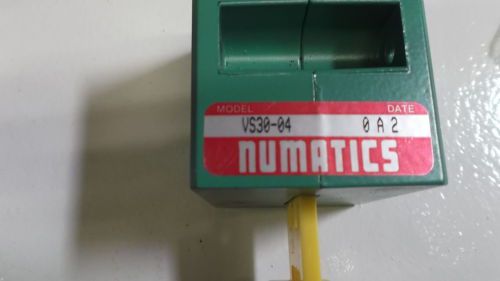 MODEL DATE
VS30-04 0 A 2
NUMATICS